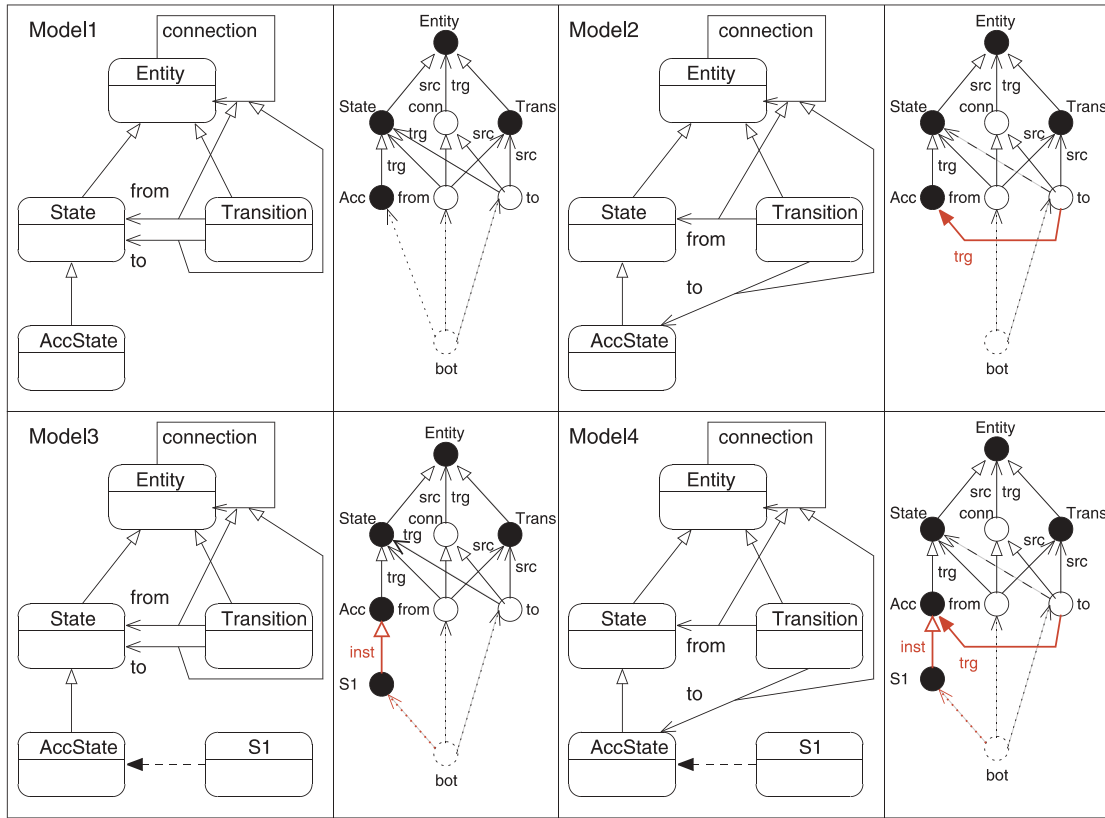 Model1
connection
Entity
from
State
Transition
to
AccState
Entity
src
trg
State
conn
Trans
trg
src
trg
src
Acc
from
to
bot
Model2
connection
Entity
State
Transition
from
to
AccState
Entity
src
trg
State
conn
Trans
src
trg
src
Acc
from
to
trg
bot
Model3
connection
Entity
from
State
Transition
to
AccState
S1
Entity
src
trg
State
conn
Trans
trg
src
trg
src
Acc
from
to
inst
S1
bot
Model4
connection
Entity
State
Transition
from
to
AccState
S1
Entity
src
trg
State
conn
Trans
src
trg
src
Acc
from
to
inst
trg
S1
bot